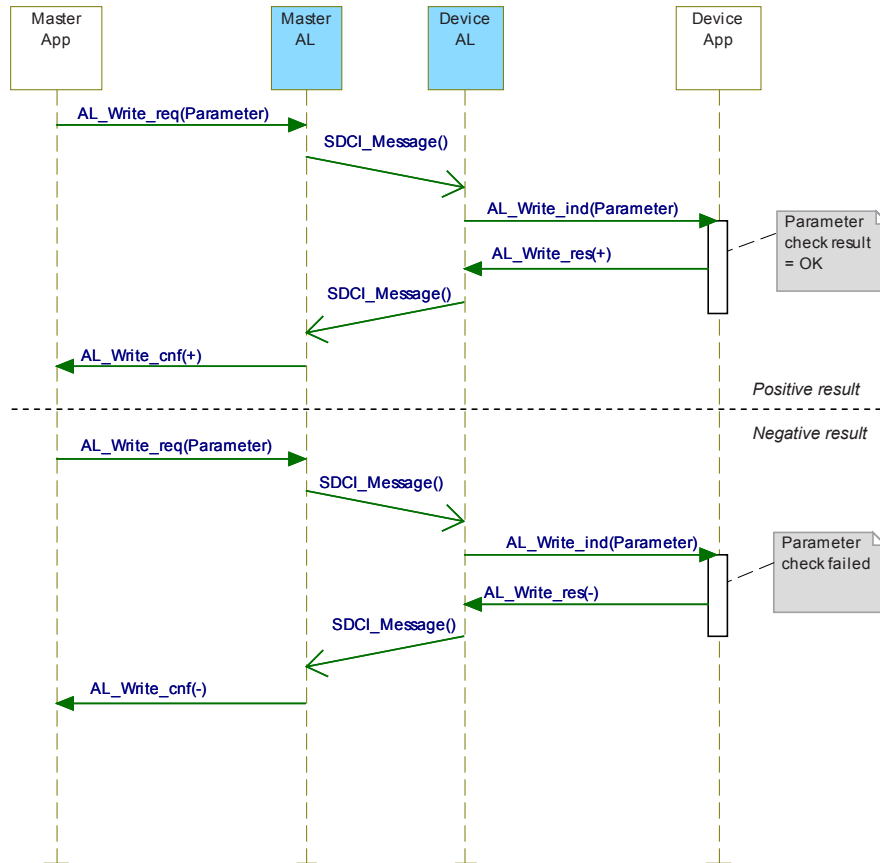 Master
App
Master
AL
Device
AL
Device
App
AL_Write_req(Parameter)
SDCI_Message()
AL_Write_ind(Parameter)
Parameter
check result
= OK
AL_Write_res(+)
SDCI_Message()
AL_Write_cnf(+)
Positive result
Negative result
AL_Write_req(Parameter)
SDCI_Message()
AL_Write_ind(Parameter)
Parameter
check failed
AL_Write_res(-)
SDCI_Message()
AL_Write_cnf(-)